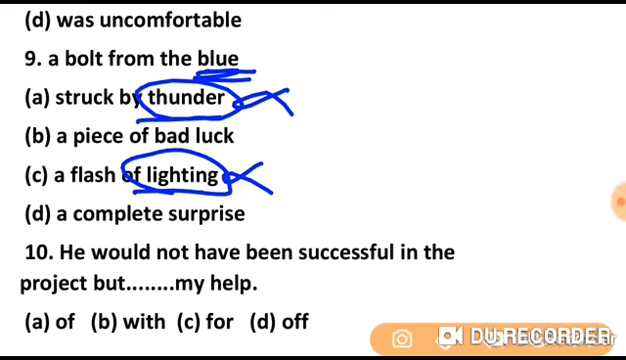 (d) was uncomfortable
9. a bolt from the blue
(a) struck by thunder
(b) a piece of bad luck
(c) a flash of lighting
(d) a complete surprise
10. He would not have been successful in the
project but........my help.
(a) of (b) with (c) for (d) off
DU RECORDER